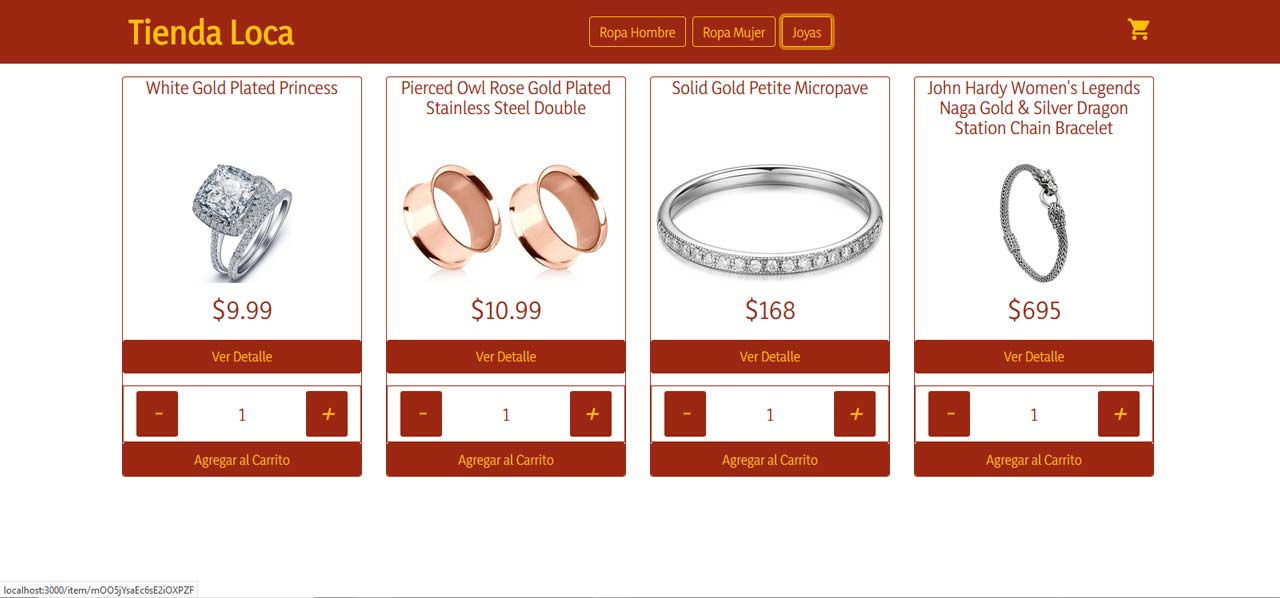 Tienda Loca
Ropa Hombre
Ropa Mujer
Joyas
White Gold Plated Princess
$9.99
Ver Detalle
-
1
+
Agregar al Carrito
Pierced Owl Rose Gold Plated
Stainless Steel Double
$10.99
Ver Detalle
-
1
+
Agregar al Carrito
Solid Gold Petite Micropave
$168
Ver Detalle
-
1
+
Agregar al Carrito
John Hardy Women's Legends
Naga Gold & Silver Dragon
Station Chain Bracelet
$695
Ver Detalle
-
1
+
Agregar al Carrito
localhost:3000/item/mOO5jYsaEc6sE2iOXPZF